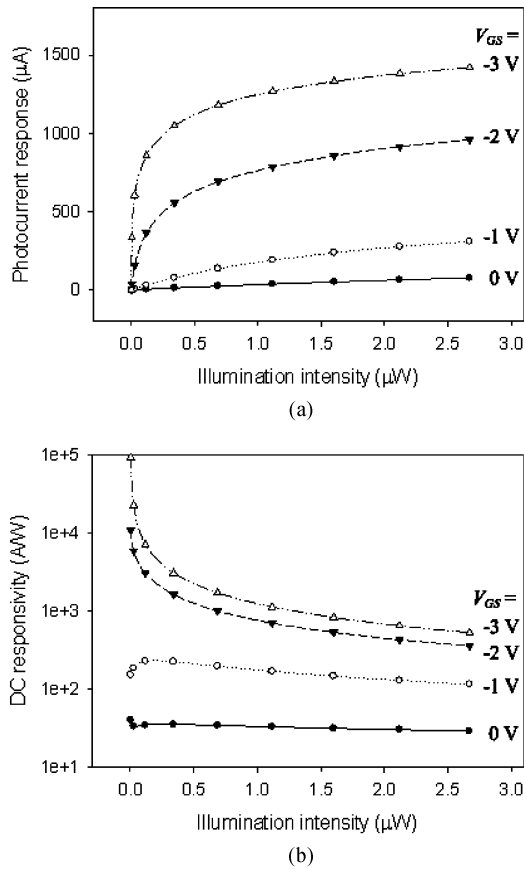 Photocurrent response (µA)
1500
1000
500
0
V_GS =
-3 V
-2 V
-1 V
0 V
0.0 0.5 1.0 1.5 2.0 2.5 3.0
Illumination intensity (µW)
(a)
DC responsivity (A/W)
1e+5
1e+4
1e+3
1e+2
1e+1
V_GS =
-3 V
-2 V
-1 V
0 V
0.0 0.5 1.0 1.5 2.0 2.5 3.0
Illumination intensity (µW)
(b)